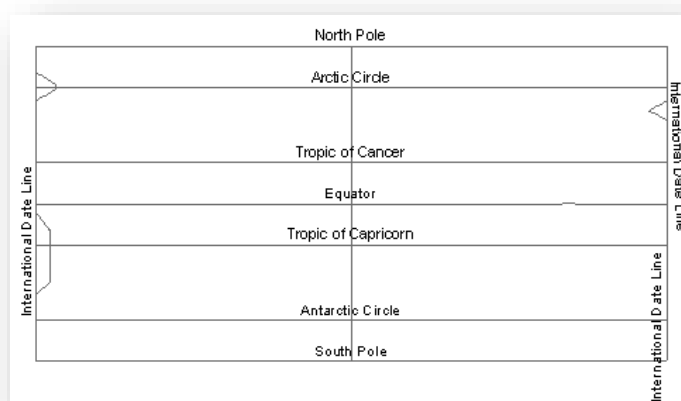 North Pole
Arctic Circle
International Date Line
Tropic of Cancer
Equator
International Date Line
Tropic of Capricorn
Antarctic Circle
International Date Line
South Pole